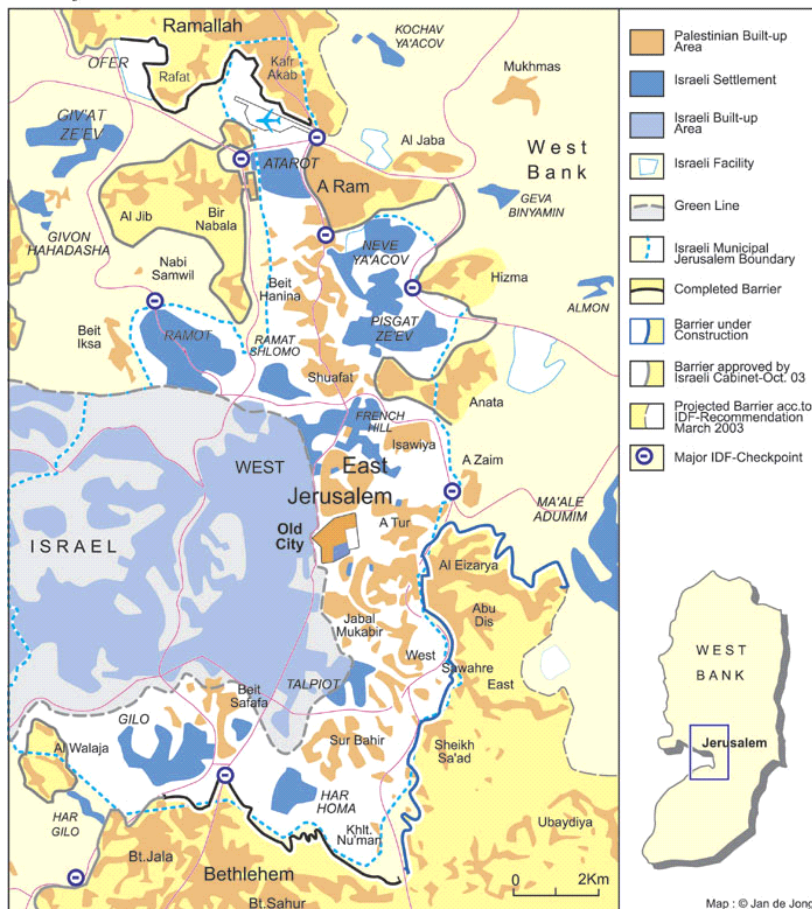 Ramallah
OFER
Rafat
Kafr
Akab
KOCHAV
YA'ACOV
Mukhmas
GIV'AT
ZE'EV
ATAROT
Al Jaba
West
Bank
A Ram
Al Jib
Bir
Nabala
GEVA
BINYAMIN
GIVON
HAHADASHA
NEVE
YA'ACOV
Nabi
Samwil
Hizma
Beit
Hanina
ALMON
Beit
Iksa
RAMOT
RAMAT
SHLOMO
PISGAT
ZE'EV
Shuafat
Anata
FRENCH
HILL
Isawiya
WEST
East
Jerusalem
A Zaim
MA'ALE
ADUMIM
Old
City
A Tur
ISRAEL
Al Eizarya
Abu
Dis
Jabal
Mukabir
West
Sawahre
East
TALPIOT
Beit
Safafa
GILO
Al Walaja
Sur Bahir
Sheikh
Sa'ad
HAR
HOMA
HAR
GILO
Khlt.
Nu'man
Ubaydiya
Bt.Jala
Bethlehem
Bt.Sahur
0 2Km
Palestinian Built-up
Area
Israeli Settlement
Israeli Built-up
Area
Israeli Facility
Green Line
Israeli Municipal
Jerusalem Boundary
Completed Barrier
Barrier under
Construction
Barrier approved by
Israeli Cabinet-Oct. 03
Projected Barrier acc.to
IDF-Recommendation
March 2003
Major IDF-Checkpoint
WEST
BANK
Jerusalem
Map : © Jan de Jong